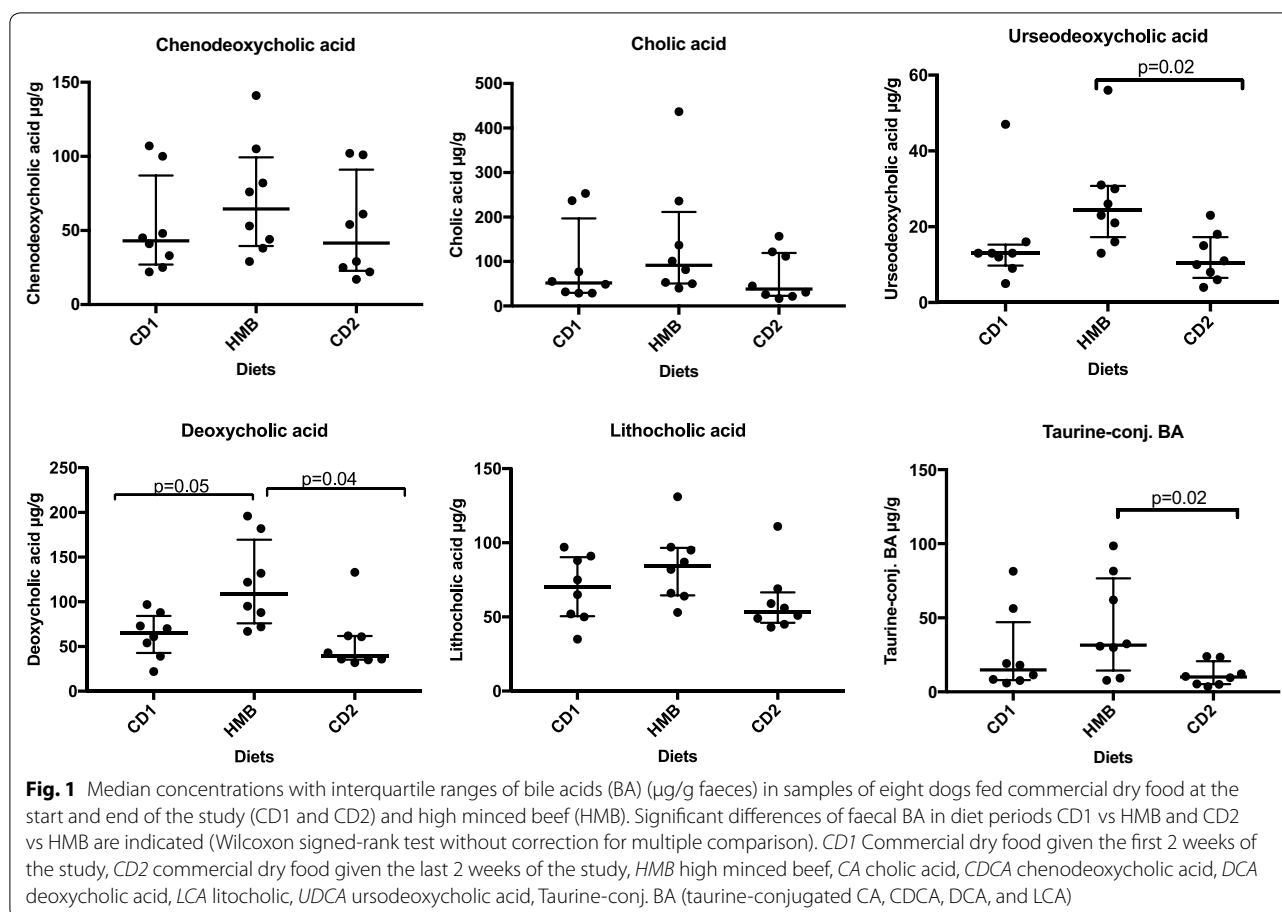 Chenodeoxycholic acid
Chenodeoxycholic acid µg/g
150
100
50
0
CD1
HMB
CD2
Diets
Cholic acid
Cholic acid µg/g
500
400
300
200
100
0
CD1
HMB
CD2
Diets
Urseodeoxycholic acid
Urseodeoxycholic acid µg/g
60
40
20
0
p=0.02
CD1
HMB
CD2
Diets
Deoxycholic acid
Deoxycholic acid µg/g
250
200
150
100
50
0
p=0.05
p=0.04
CD1
HMB
CD2
Diets
Lithocholic acid
Lithocholic acid µg/g
150
100
50
0
CD1
HMB
CD2
Diets
Taurine-conj. BA
Taurine-conj. BA µg/g
150
100
50
0
p=0.02
CD1
HMB
CD2
Diets
Fig. 1 Median concentrations with interquartile ranges of bile acids (BA) (µg/g faeces) in samples of eight dogs fed commercial dry food at the
start and end of the study (CD1 and CD2) and high minced beef (HMB). Significant differences of faecal BA in diet periods CD1 vs HMB and CD2
vs HMB are indicated (Wilcoxon signed-rank test without correction for multiple comparison). CD1 Commercial dry food given the first 2 weeks of
the study, CD2 commercial dry food given the last 2 weeks of the study, HMB high minced beef, CA cholic acid, CDCA chenodeoxycholic acid, DCA
deoxycholic acid, LCA litocholic, UDCA ursodeoxycholic acid, Taurine-conj. BA (taurine-conjugated CA, CDCA, DCA, and LCA)